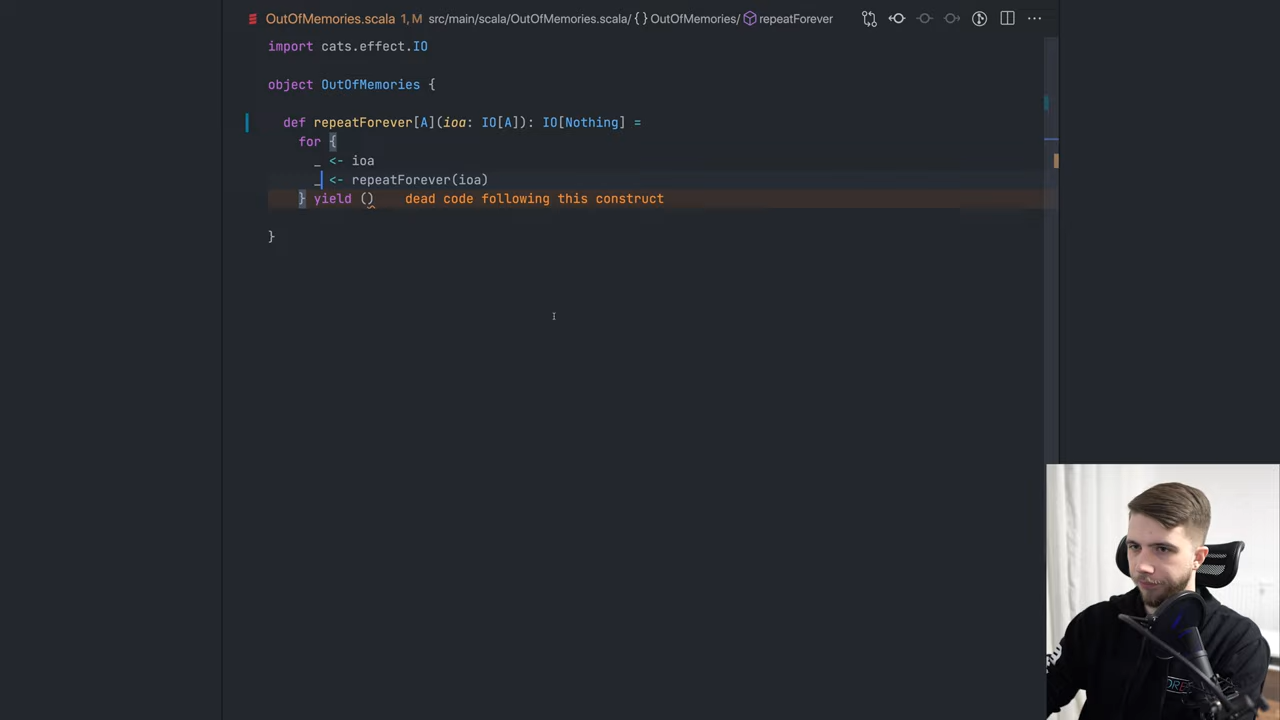 OutOfMemories.scala 1, M src/main/scala/OutOfMemories.scala/ { } OutOfMemories/ repeatForever
import cats.effect.IO
object OutOfMemories {
def repeatForever[A](ioa: IO[A]): IO[Nothing] =
for {
_ <- ioa
_ <- repeatForever(ioa)
} yield () dead code following this construct
}